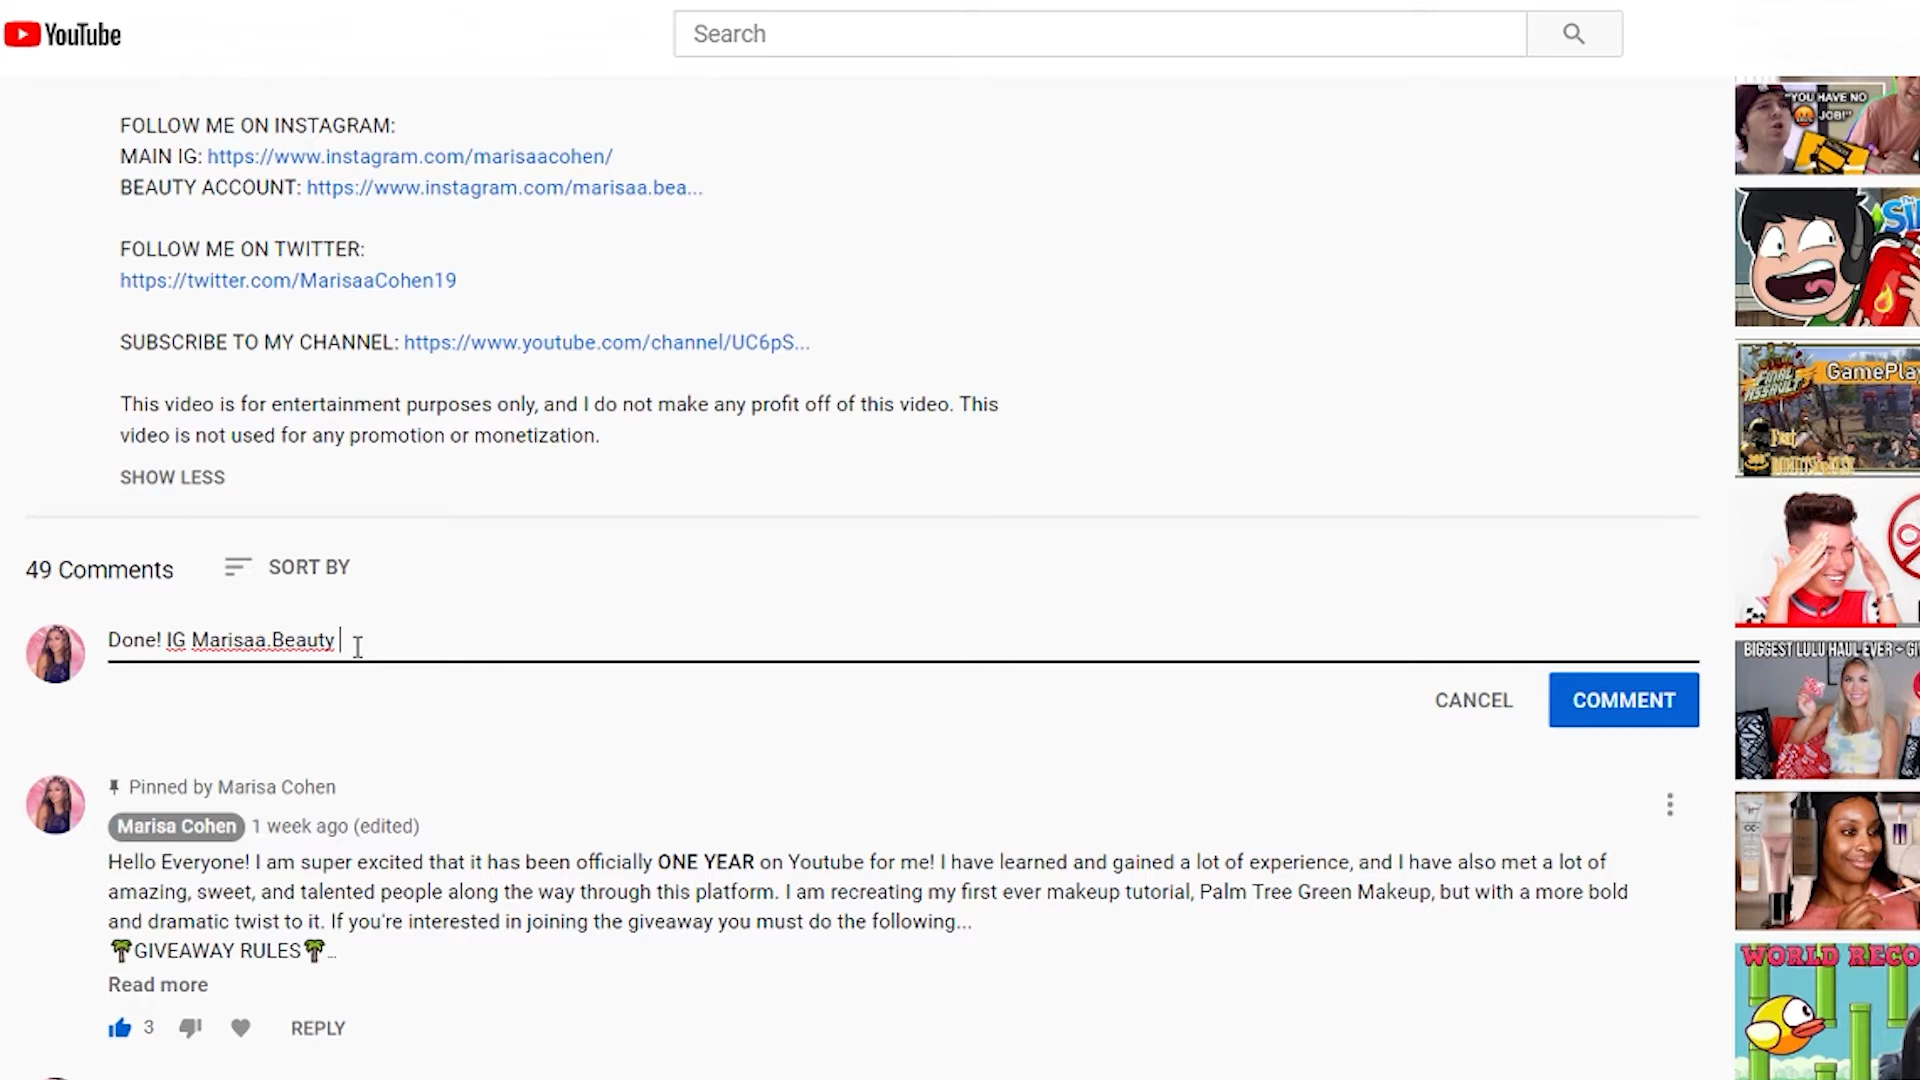 YouTube
Search
FOLLOW ME ON INSTAGRAM:
MAIN IG: https://www.instagram.com/marisaacohen/
BEAUTY ACCOUNT: https://www.instagram.com/marisaa.bea...
FOLLOW ME ON TWITTER:
https://twitter.com/MarisaaCohen19
SUBSCRIBE TO MY CHANNEL: https://www.youtube.com/channel/UC6pS...
This video is for entertainment purposes only, and I do not make any profit off of this video. This
video is not used for any promotion or monetization.
SHOW LESS
49 Comments
SORT BY
Done! IG Marisaa.Beauty
CANCEL
COMMENT
Pinned by Marisa Cohen
Marisa Cohen 1 week ago (edited)
Hello Everyone! I am super excited that it has been officially ONE YEAR on Youtube for me! I have learned and gained a lot of experience, and I have also met a lot of
amazing, sweet, and talented people along the way through this platform. I am recreating my first ever makeup tutorial, Palm Tree Green Makeup, but with a more bold
and dramatic twist to it. If you're interested in joining the giveaway you must do the following...
🌴GIVEAWAY RULES🌴...
Read more
3
REPLY
"YOU HAVE NO
JOB!"
FINAL
ASSAULT
GamePlay
BIGGEST LULU HAUL EVER + GI
WORLD RECO